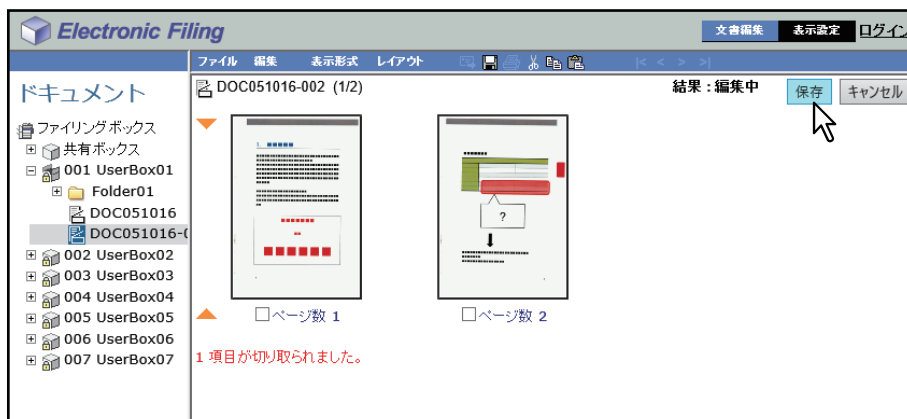 Electronic Filing
文書編集 表示設定 ログイン
ファイル 編集 表示形式 レイアウト |< < > >|
ドキュメント
ファイリングボックス
共有ボックス
001 UserBox01
Folder01
DOC051016
DOC051016-(
002 UserBox02
003 UserBox03
004 UserBox04
005 UserBox05
006 UserBox06
007 UserBox07
DOC051016-002 (1/2)
結果:編集中
保存 キャンセル
1.
?
ページ数 1
ページ数 2
1 項目が切り取られました。